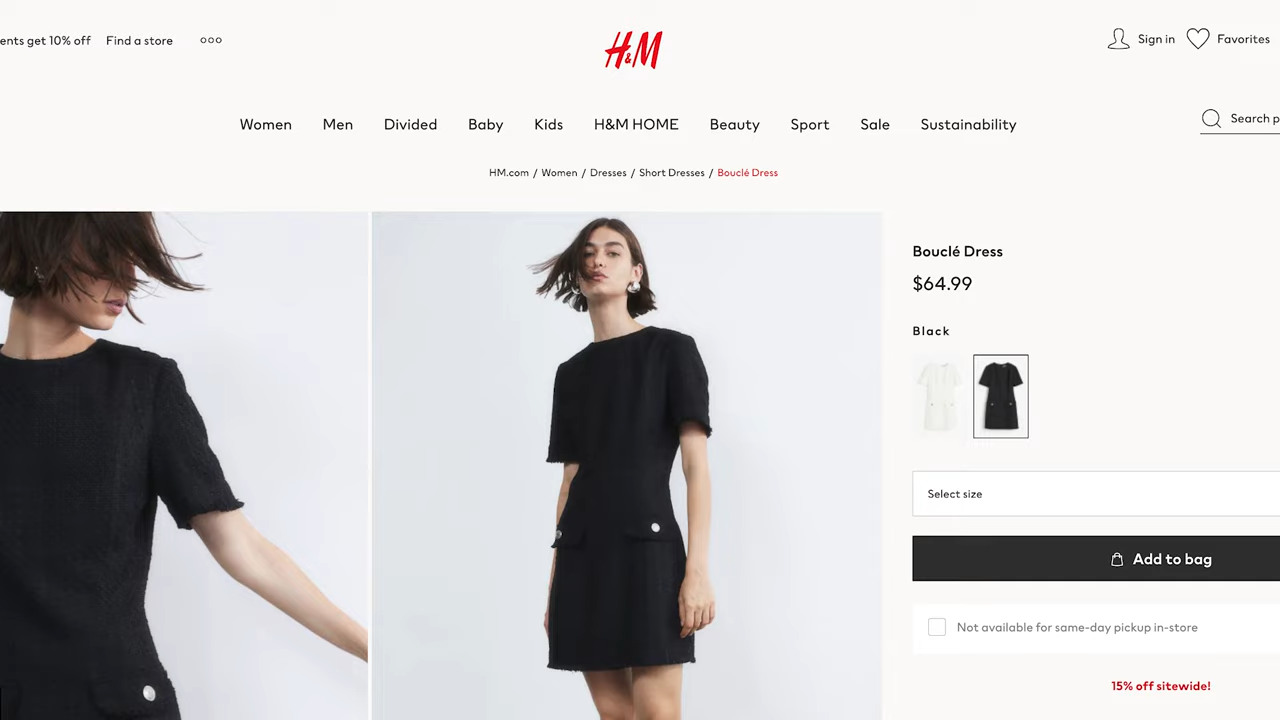 ents get 10% off Find a store
H&M
Sign in Favorites
Women Men Divided Baby Kids H&M HOME Beauty Sport Sale Sustainability
Search p
HM.com / Women / Dresses / Short Dresses / Bouclé Dress
Bouclé Dress
$64.99
Black
Select size
Add to bag
Not available for same-day pickup in-store
15% off sitewide!